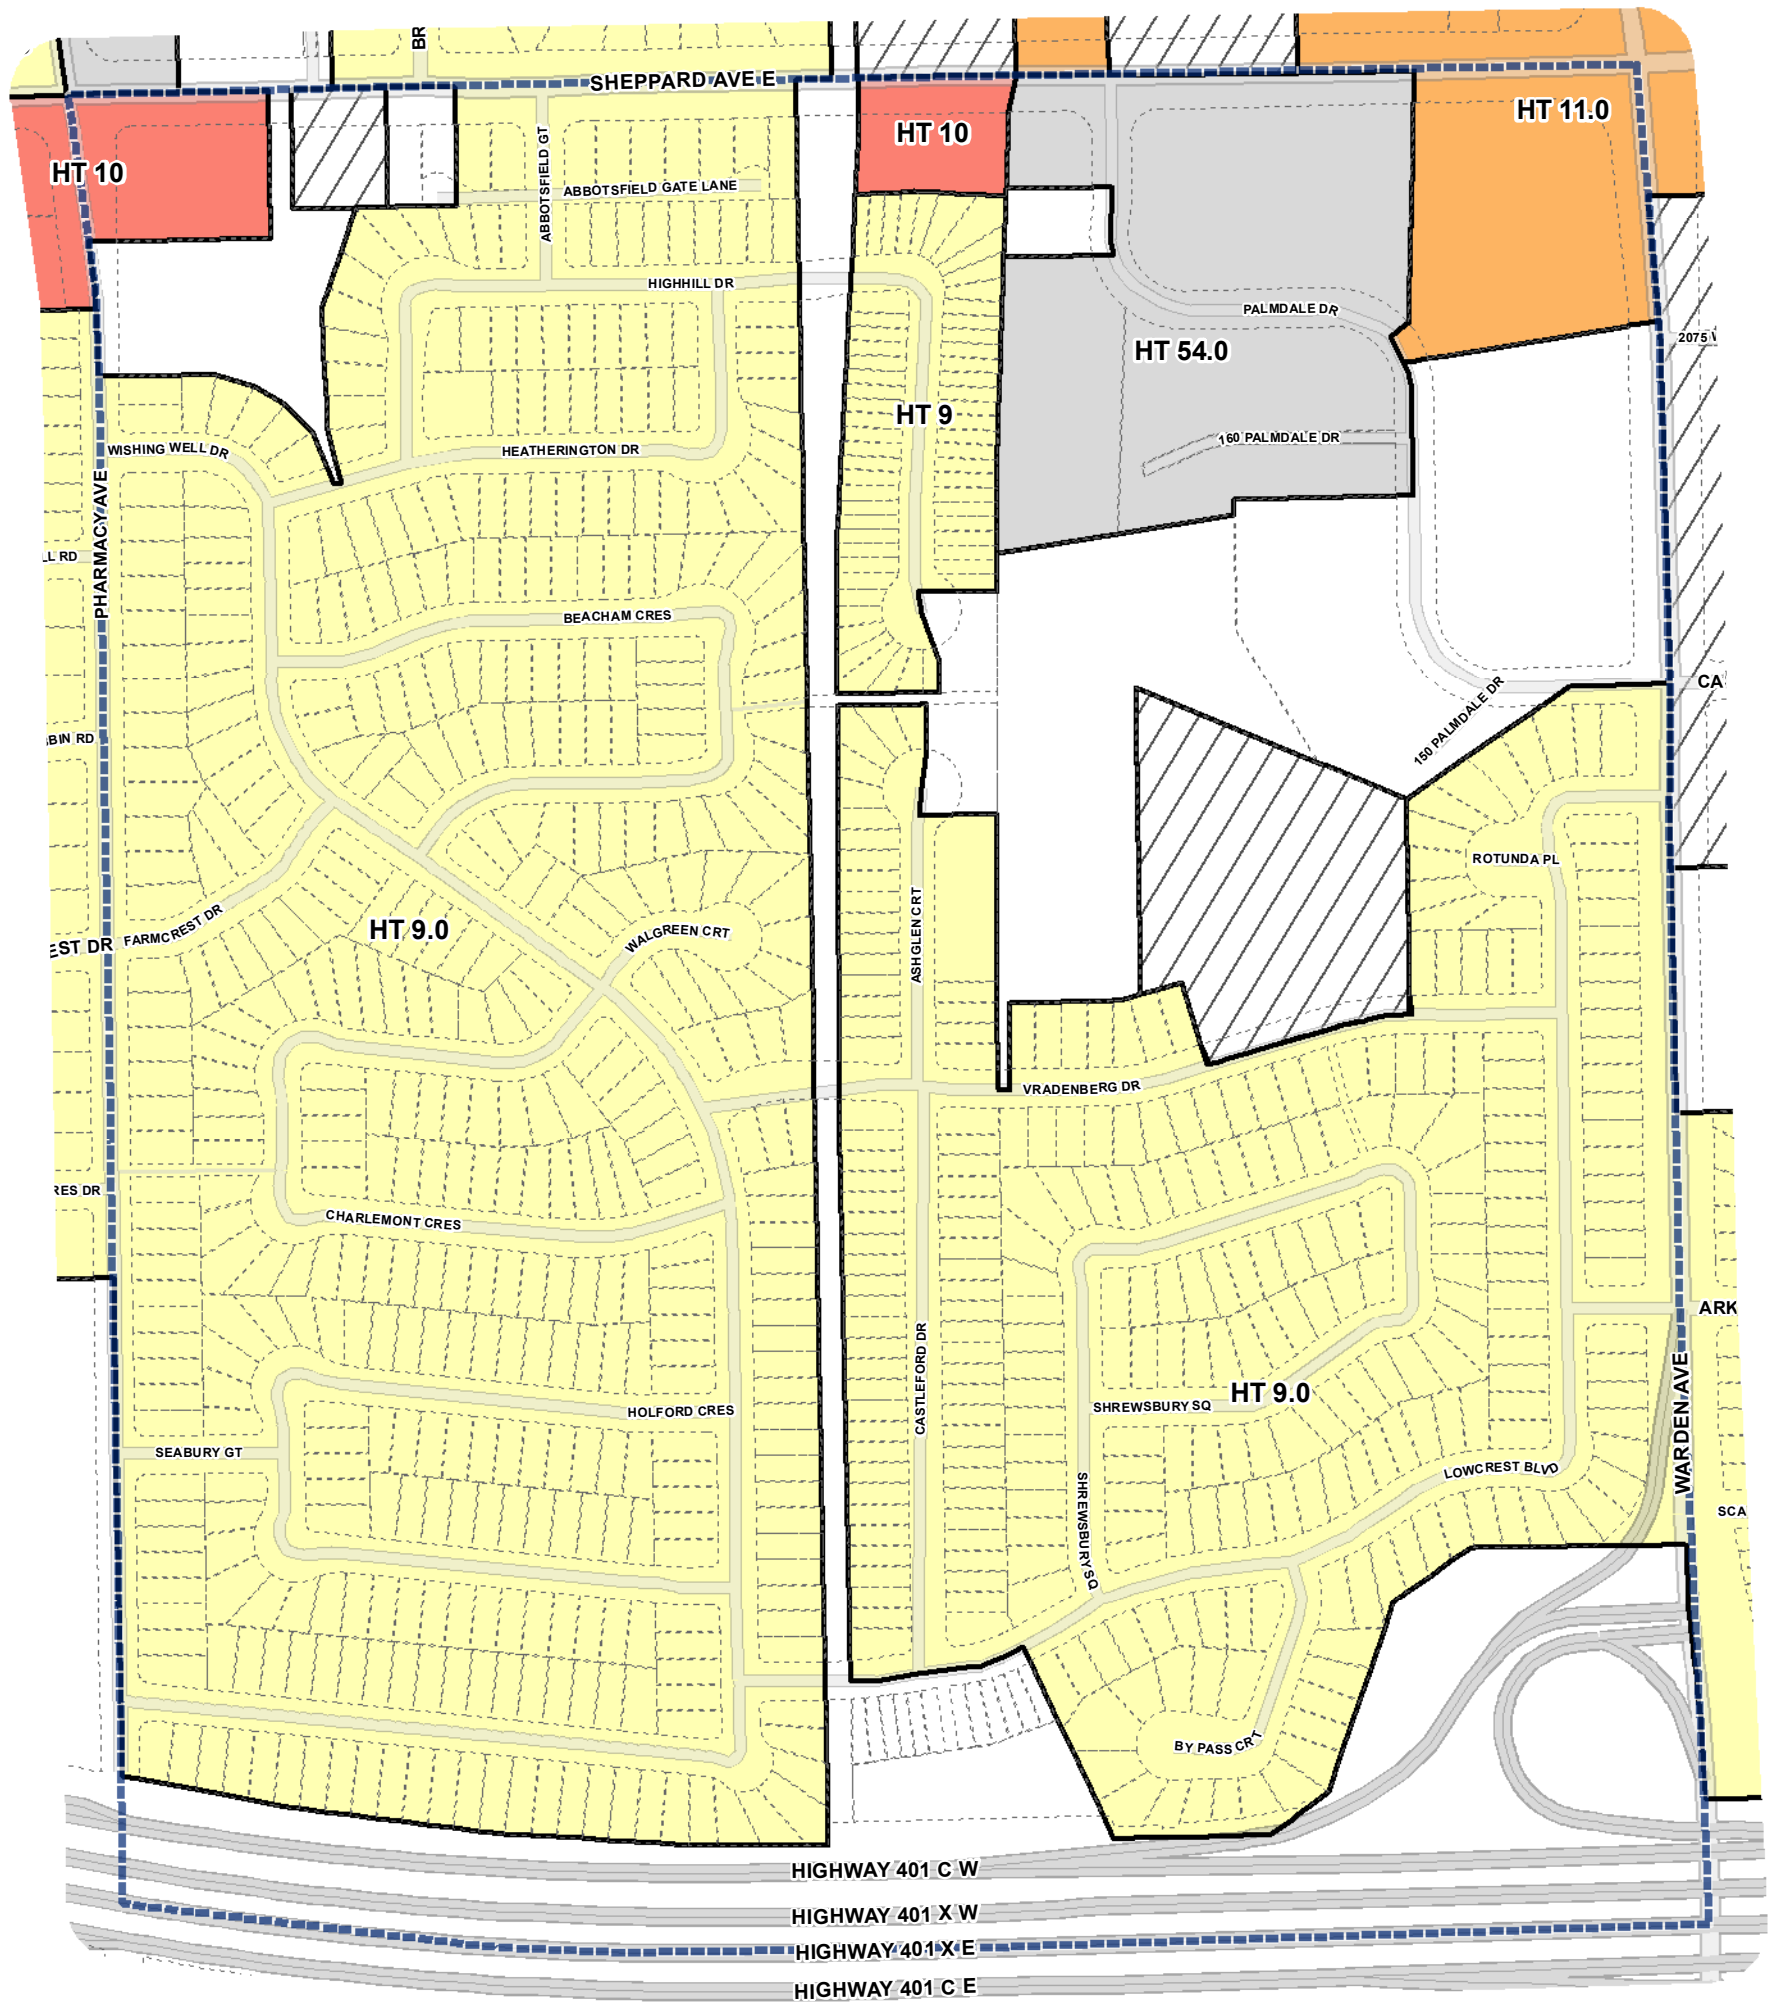 BR
SHEPPARD AVE E
HT 11.0
HT 10
HT 10
ABBOTSFIELD GT
ABBOTSFIELD GATE LANE
HIGHHILL DR
PALMDALE DR
2075
HT 54.0
HT 9
160 PALMDALE DR
WISHING WELL DR
HEATHERINGTON DR
PHARMACY AVE
LL RD
BEACHAM CRES
CA
150 PALMDALE DR
BIN RD
ROTUNDA PL
HT 9.0
WALGREEN CRT
ASHGLEN CRT
EST DR
FARMCREST DR
VRADENBERG DR
RES DR
CHARLEMONT CRES
ARK
CASTLEFORD DR
WARDEN AVE
HT 9.0
SHREWSBURY SQ
HOLFORD CRES
SEABURY GT
LOWCREST BLVD
SHREWSBURY SQ
SCA
BY PASS CRT
HIGHWAY 401 C W
HIGHWAY 401 X W
HIGHWAY 401 X E
HIGHWAY 401 C E